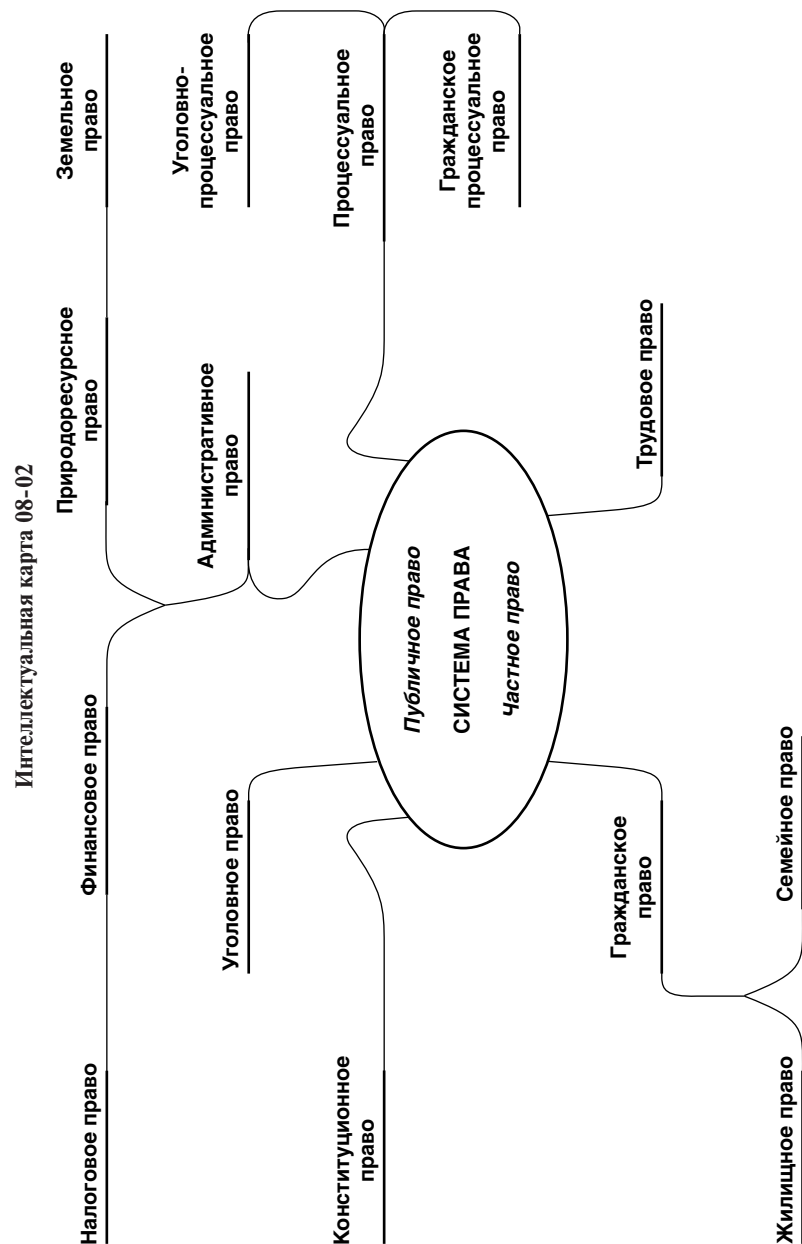 Интеллектуальная карта 08-02
Налоговое право
Финансовое право
Природоресурсное
право
Земельное
право
Уголовное право
Административное
право
Уголовно-
процессуальное
право
Конституционное
право
Процессуальное
право
Публичное право
СИСТЕМА ПРАВА
Частное право
Гражданское
процессуальное
право
Гражданское
право
Трудовое право
Жилищное право
Семейное право